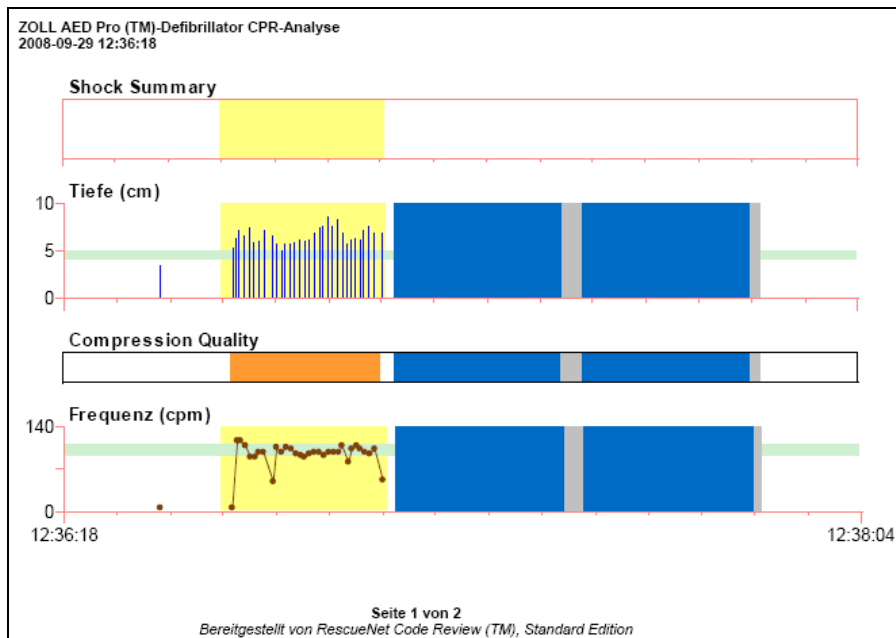 ZOLL AED Pro (TM)-Defibrillator CPR-Analyse
2008-09-29 12:36:18
Shock Summary
Tiefe (cm)
10
5
0
Compression Quality
Frequenz (cpm)
140
0
12:36:18
12:38:04
Seite 1 von 2
Bereitgestellt von RescueNet Code Review (TM), Standard Edition